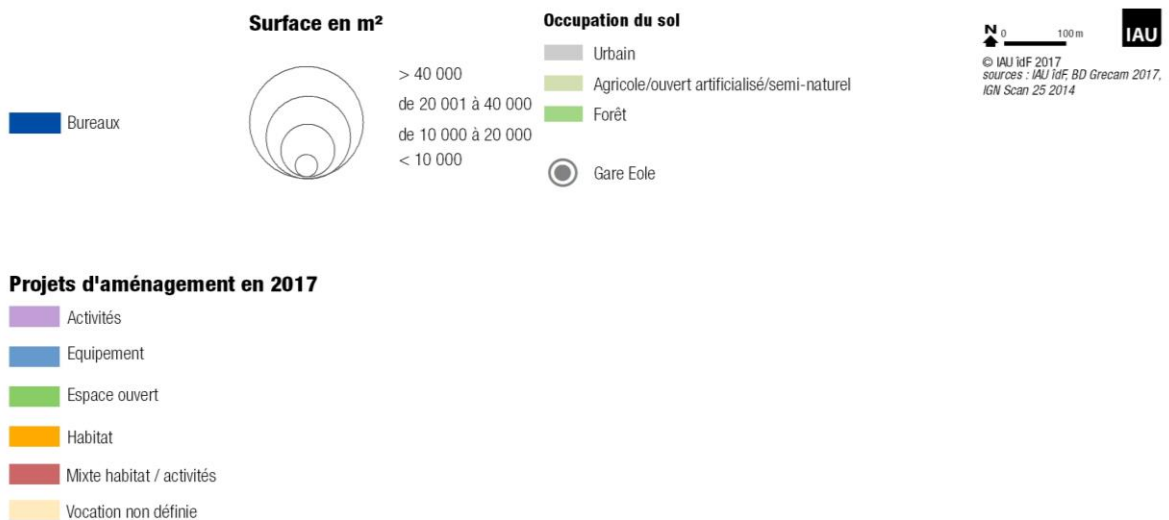 Surface en m²
> 40 000
de 20 001 à 40 000
de 10 000 à 20 000
< 10 000
Bureaux
Occupation du sol
Urbain
Agricole/ouvert artificialisé/semi-naturel
Forêt
Gare Eole
N 0 100 m
IAU
© IAU îdF 2017
sources : IAU îdF, BD Grecam 2017,
IGN Scan 25 2014
Projets d'aménagement en 2017
Activités
Equipement
Espace ouvert
Habitat
Mixte habitat / activités
Vocation non définie